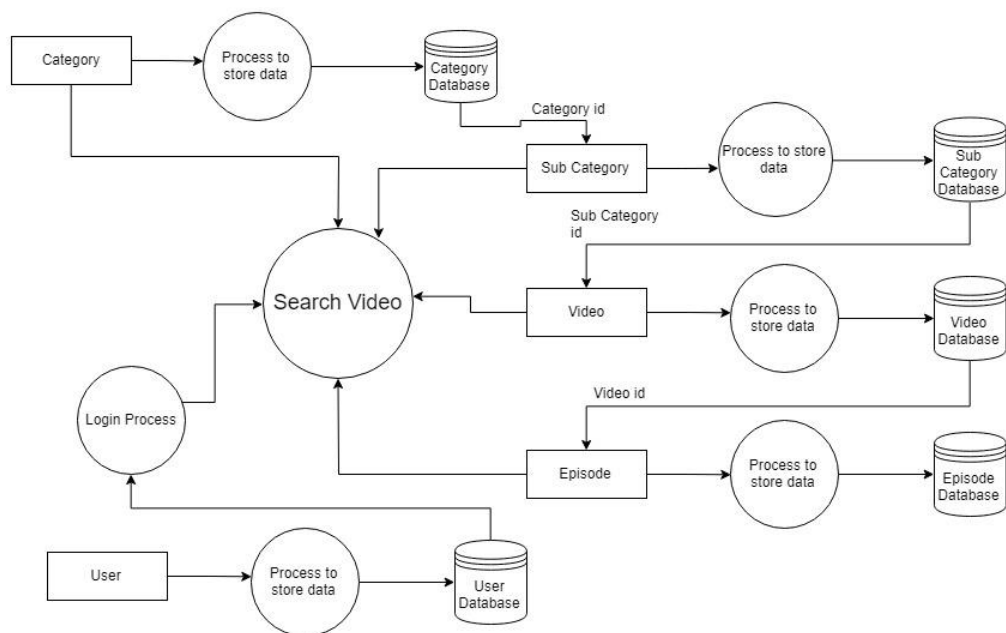 Category
Process to
store data
Category
Database
Category id
Sub Category
Process to store
data
Sub
Category
Database
Sub Category
id
Search Video
Video
Process to
store data
Video
Database
Login Process
Video id
Episode
Process to
store data
Episode
Database
User
Process to
store data
User
Database